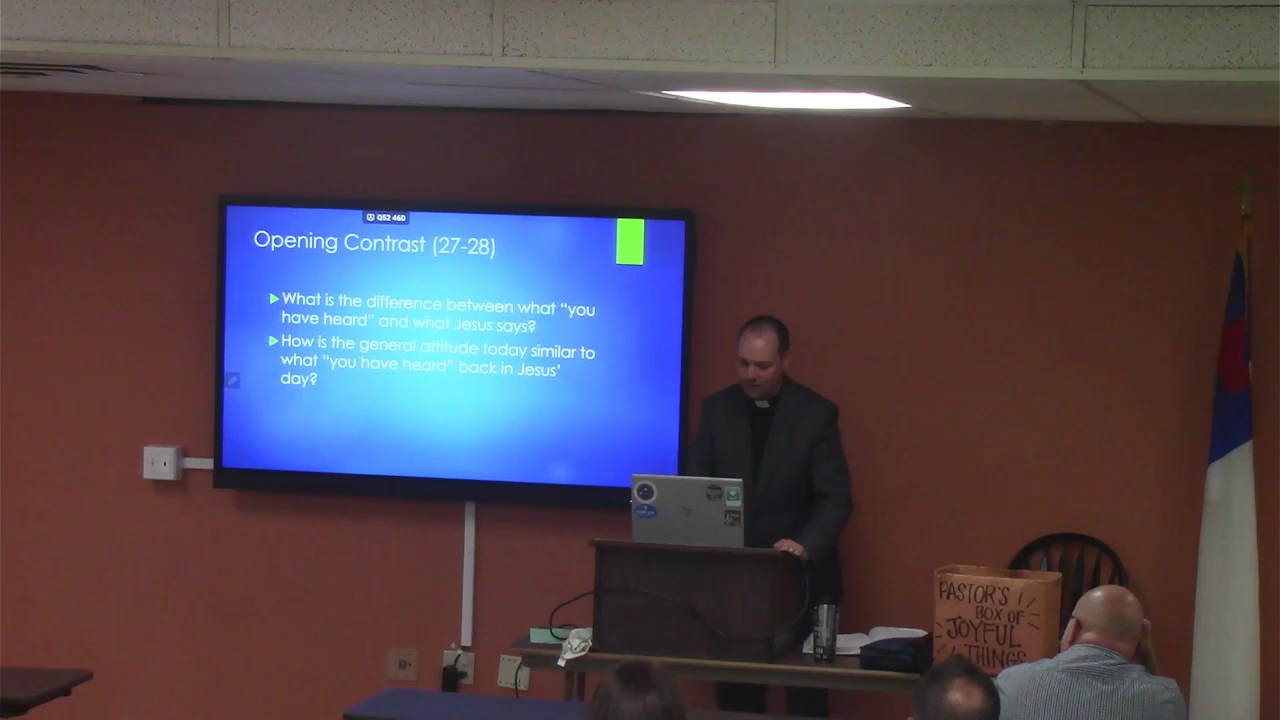 Q52 46D
Opening Contrast (27-28)
What is the difference between what “you
have heard” and what Jesus says?
How is the general attitude today similar to
what “you have heard” back in Jesus’
day?
PASTOR'S
BOX OF
JOYFUL
THINGS